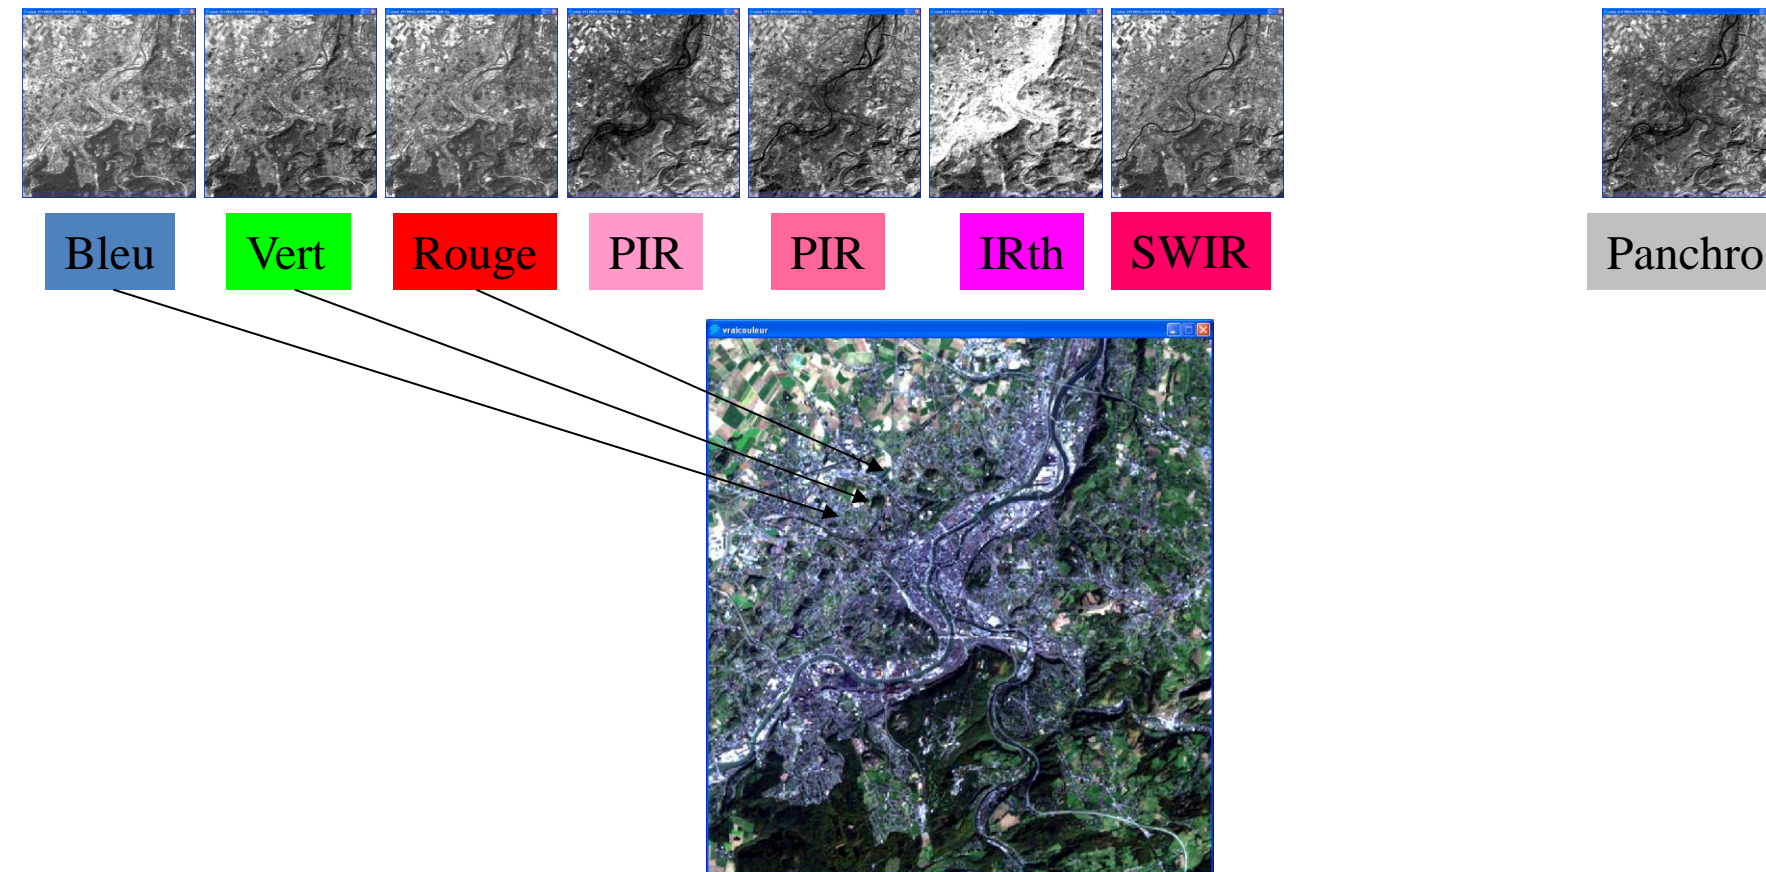 Bleu
Vert
Rouge
PIR
PIR
IRth
SWIR
Panchro
vraicouleur